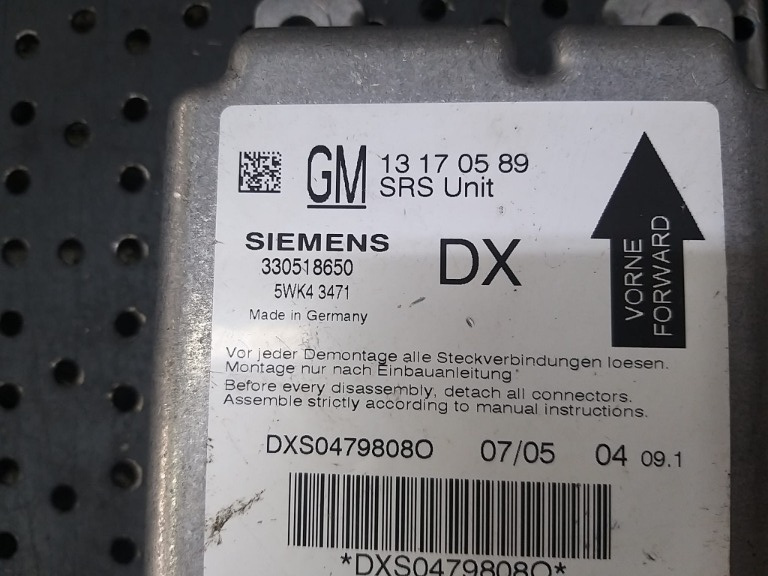 GM 13 17 05 89
SRS Unit
SIEMENS
330518650
5WK4 3471
Made in Germany
DX
VORNE
FORWARD
Vor jeder Demontage alle Steckverbindungen loesen.
Montage nur nach Einbauanleitung
Before every disassembly, detach all connectors.
Assemble strictly according to manual instructions.
DXS0479808O 07/05 04 09.1
*DXS0479808O*